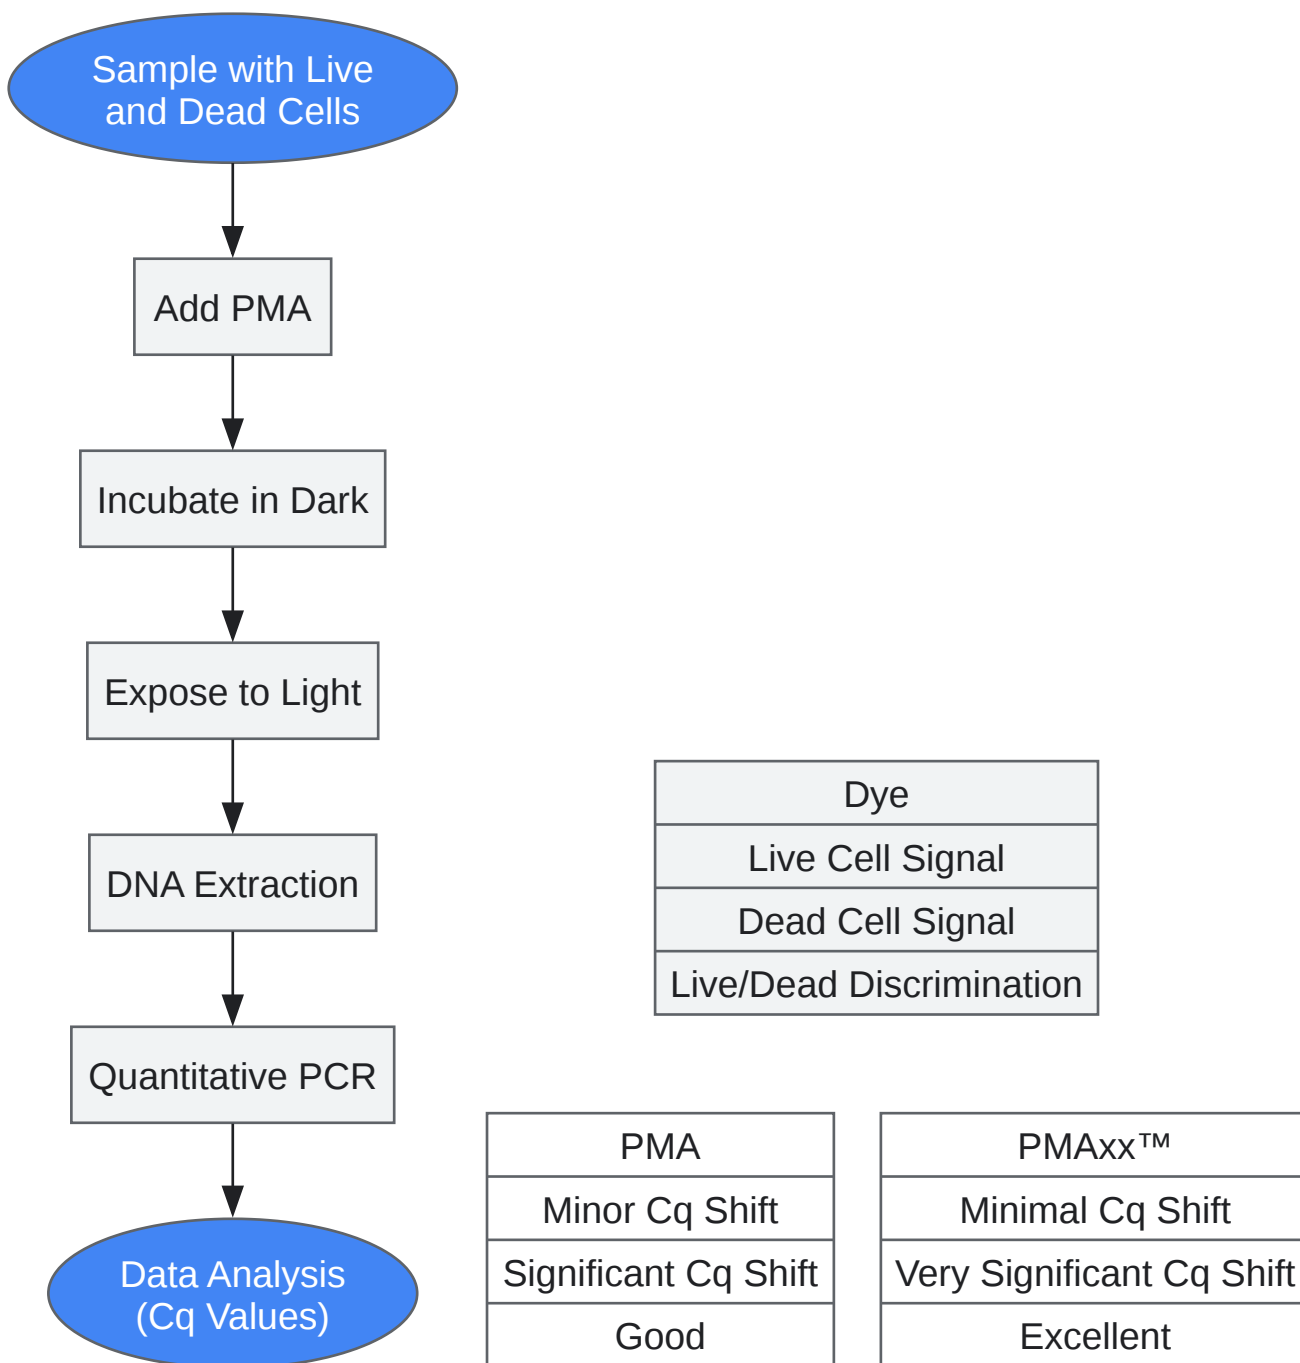 Sample with Live
and Dead Cells
Add PMA
Incubate in Dark
Expose to Light
DNA Extraction
Quantitative PCR
Data Analysis
(Cq Values)
Dye
Live Cell Signal
Dead Cell Signal
Live/Dead Discrimination
PMA
Minor Cq Shift
Significant Cq Shift
Good
PMAxx™
Minimal Cq Shift
Very Significant Cq Shift
Excellent